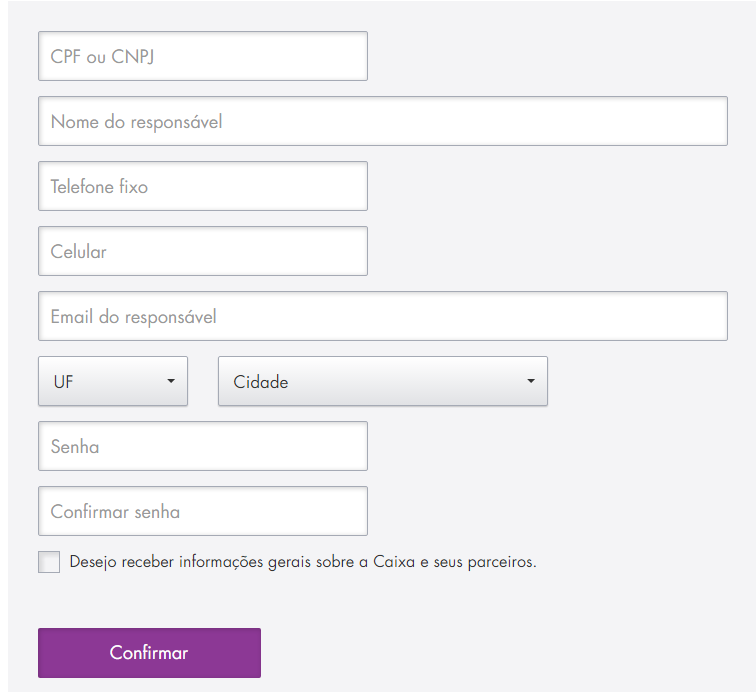 CPF ou CNPJ
Nome do responsável
Telefone fixo
Celular
Email do responsável
UF Cidade
Senha
Confirmar senha
Desejo receber informações gerais sobre a Caixa e seus parceiros.
Confirmar